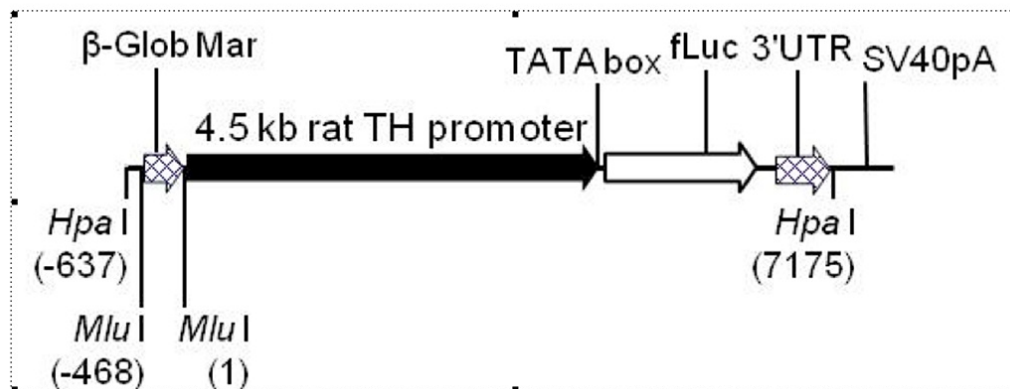 β-Glob Mar
TATA box
fLuc
3'UTR
SV40pA
4.5 kb rat TH promoter
Hpa I
(-637)
Hpa I
(7175)
Mlu I
(-468)
Mlu I
(1)